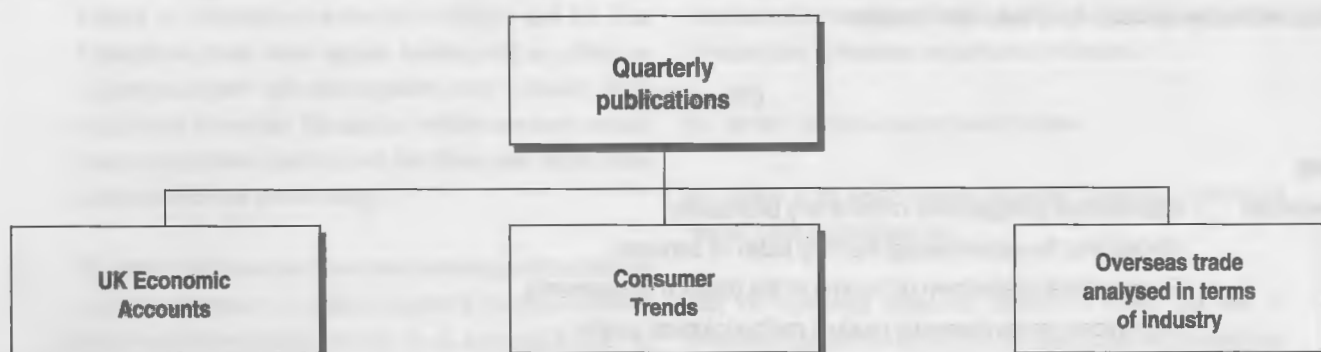 Quarterly
publications
UK Economic
Accounts
Consumer
Trends
Overseas trade
analysed in terms
of industry